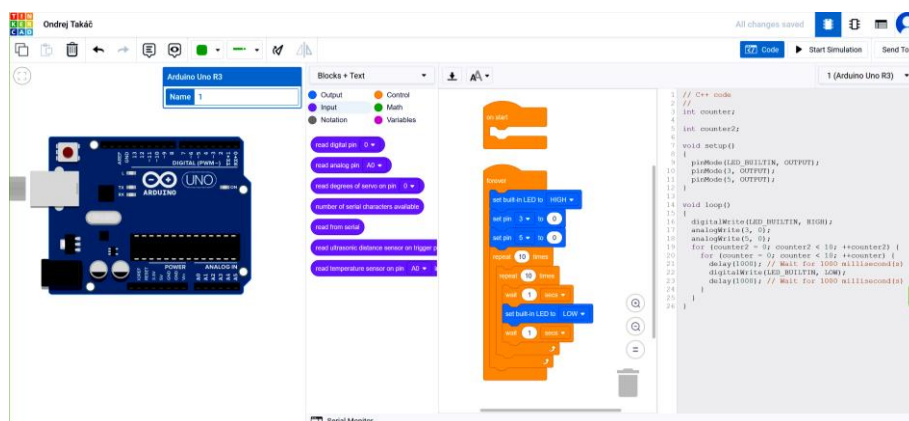 TIN
KER
CAD
Ondrej Takáč
All changes saved
Code
Start Simulation
Send To
Arduino Uno R3
Name 1
Blocks + Text
1 (Arduino Uno R3)
Output
Control
Input
Math
Notation
Variables
read digital pin 0
read analog pin A0
read degrees of servo on pin 0
number of serial characters available
read from serial
read ultrasonic distance sensor on trigger p
read temperature sensor on pin A0
DIGITAL (PWM~)
UNO
ARDUINO
ON
POWER
ANALOG IN
on start
forever
set built-in LED to HIGH
set pin 3 to 0
set pin 5 to 0
repeat 10 times
repeat 10 times
wait 1 secs
set built-in LED to LOW
wait 1 secs
1 // C++ code
2 //
3 int counter;
4
5 int counter2;
6
7 void setup()
8 {
9 pinMode(LED_BUILTIN, OUTPUT);
10 pinMode(3, OUTPUT);
11 pinMode(5, OUTPUT);
12 }
13
14 void loop()
15 {
16 digitalWrite(LED_BUILTIN, HIGH);
17 analogWrite(3, 0);
18 analogWrite(5, 0);
19 for (counter2 = 0; counter2 < 10; ++counter2) {
20 for (counter = 0; counter < 10; ++counter) {
21 delay(1000); // Wait for 1000 millisecond(s)
22 digitalWrite(LED_BUILTIN, LOW);
23 delay(1000); // Wait for 1000 millisecond(s)
24 }
25 }
26 }
Serial Monitor